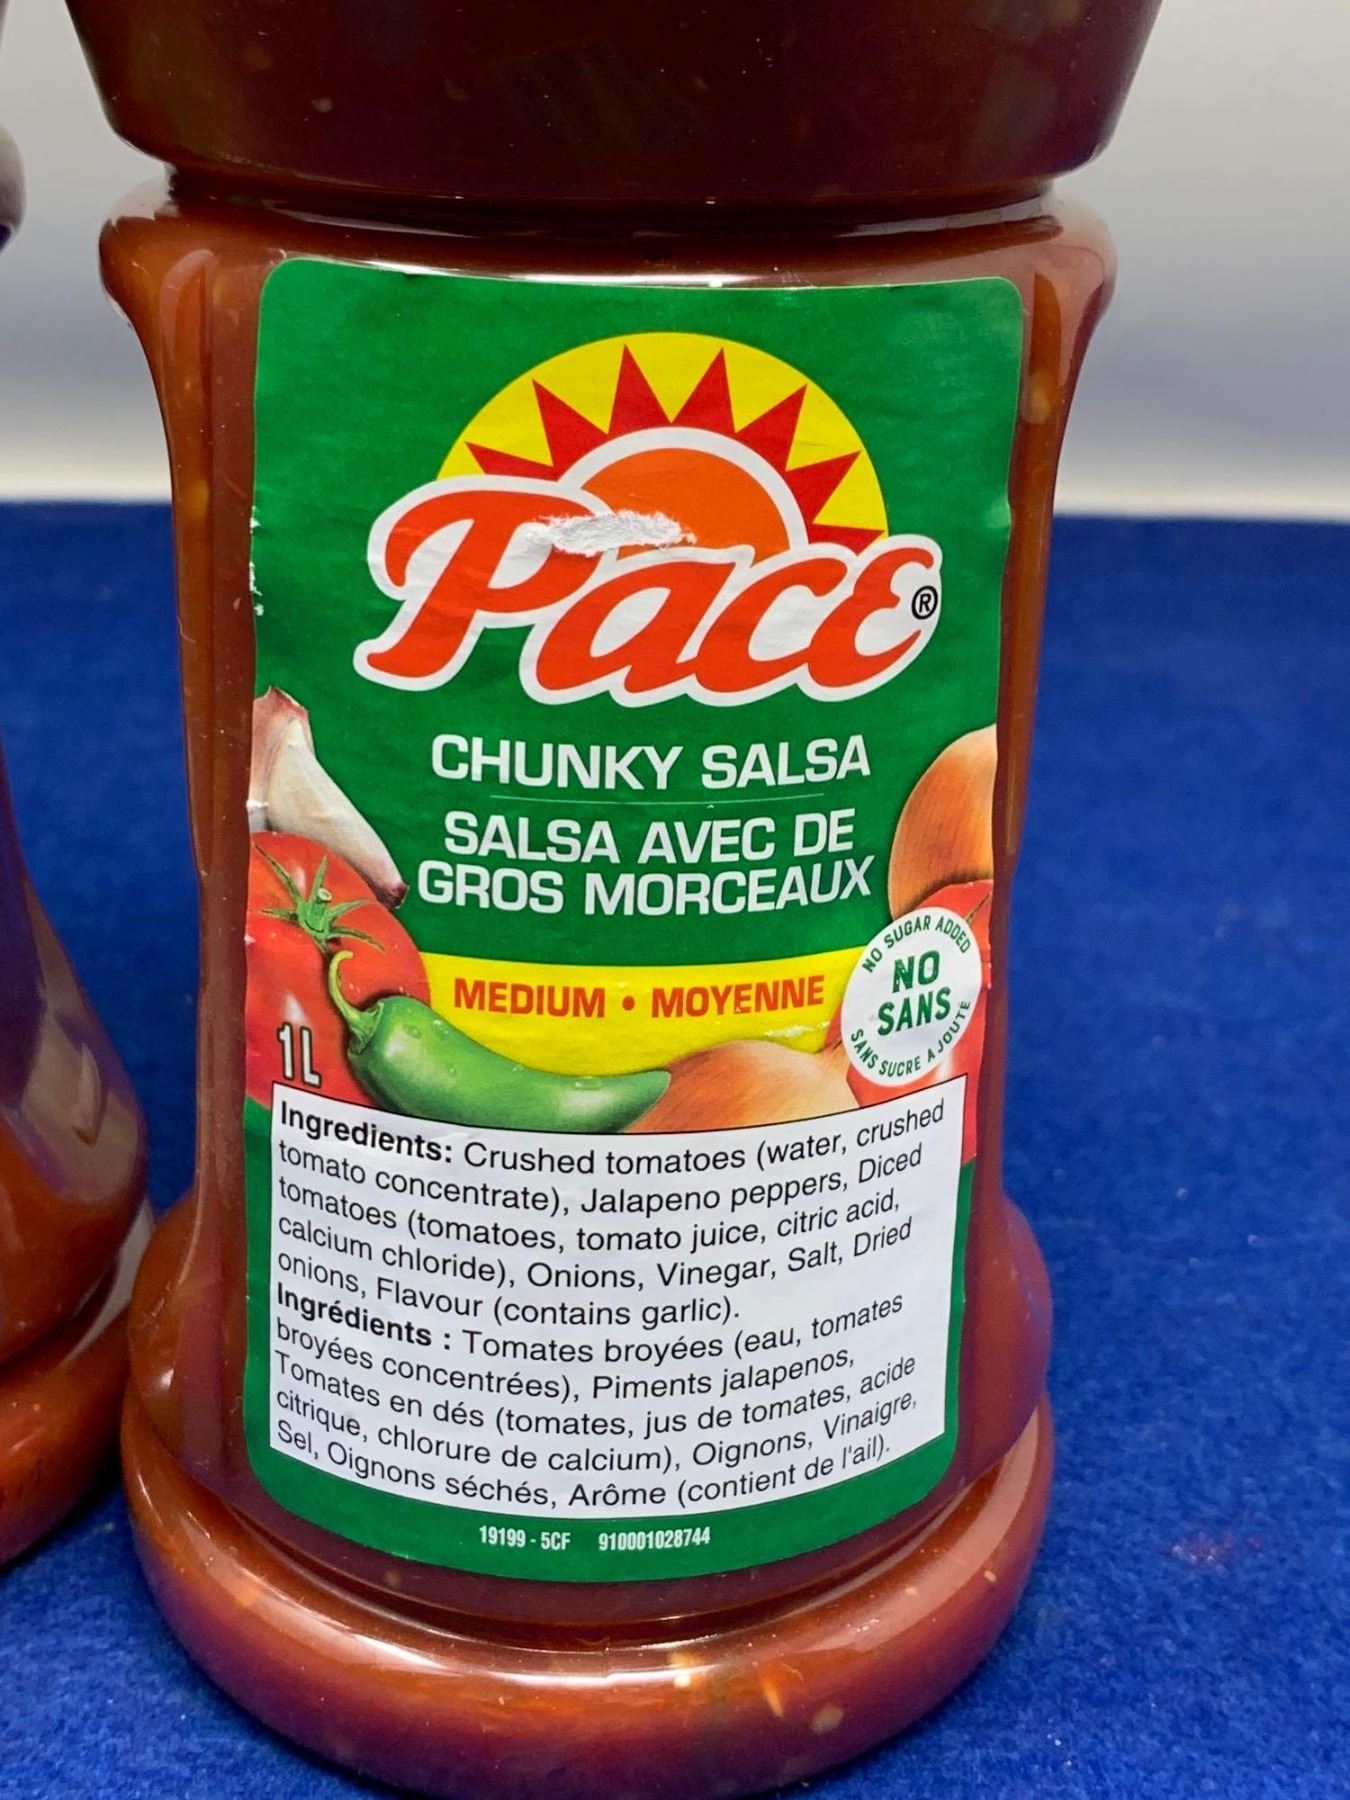 Pace®
CHUNKY SALSA
SALSA AVEC DE
GROS MORCEAUX
MEDIUM • MOYENNE
NO SUGAR ADDED
NO
SANS
SANS SUCRE AJOUTÉ
1L
Ingredients: Crushed tomatoes (water, crushed
tomato concentrate), Jalapeno peppers, Diced
tomatoes (tomatoes, tomato juice, citric acid,
calcium chloride), Onions, Vinegar, Salt, Dried
onions, Flavour (contains garlic).
Ingrédients : Tomates broyées (eau, tomates
broyées concentrées), Piments jalapenos,
Tomates en dés (tomates, jus de tomates, acide
citrique, chlorure de calcium), Oignons, Vinaigre,
Sel, Oignons séchés, Arôme (contient de l'ail).
19199 - 5CF 910001028744